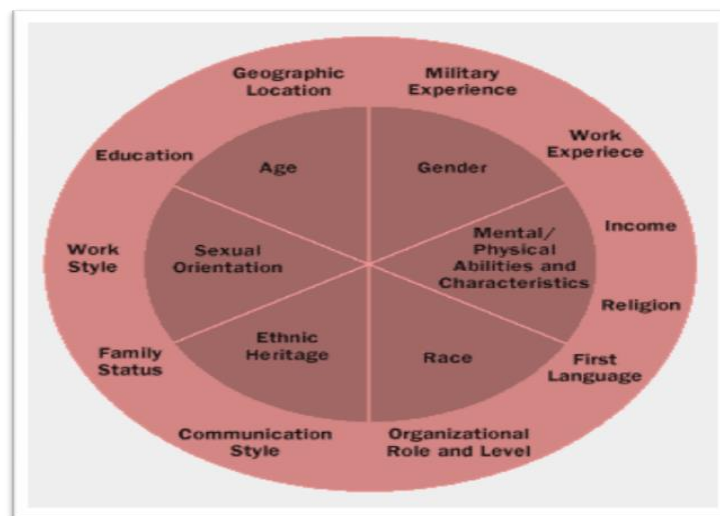 Geographic
Location
Military
Experience
Education
Work
Experiece
Age
Gender
Income
Work
Style
Sexual
Orientation
Mental/
Physical
Abilities and
Characteristics
Religion
Family
Status
Ethnic
Heritage
Race
First
Language
Communication
Style
Organizational
Role and Level